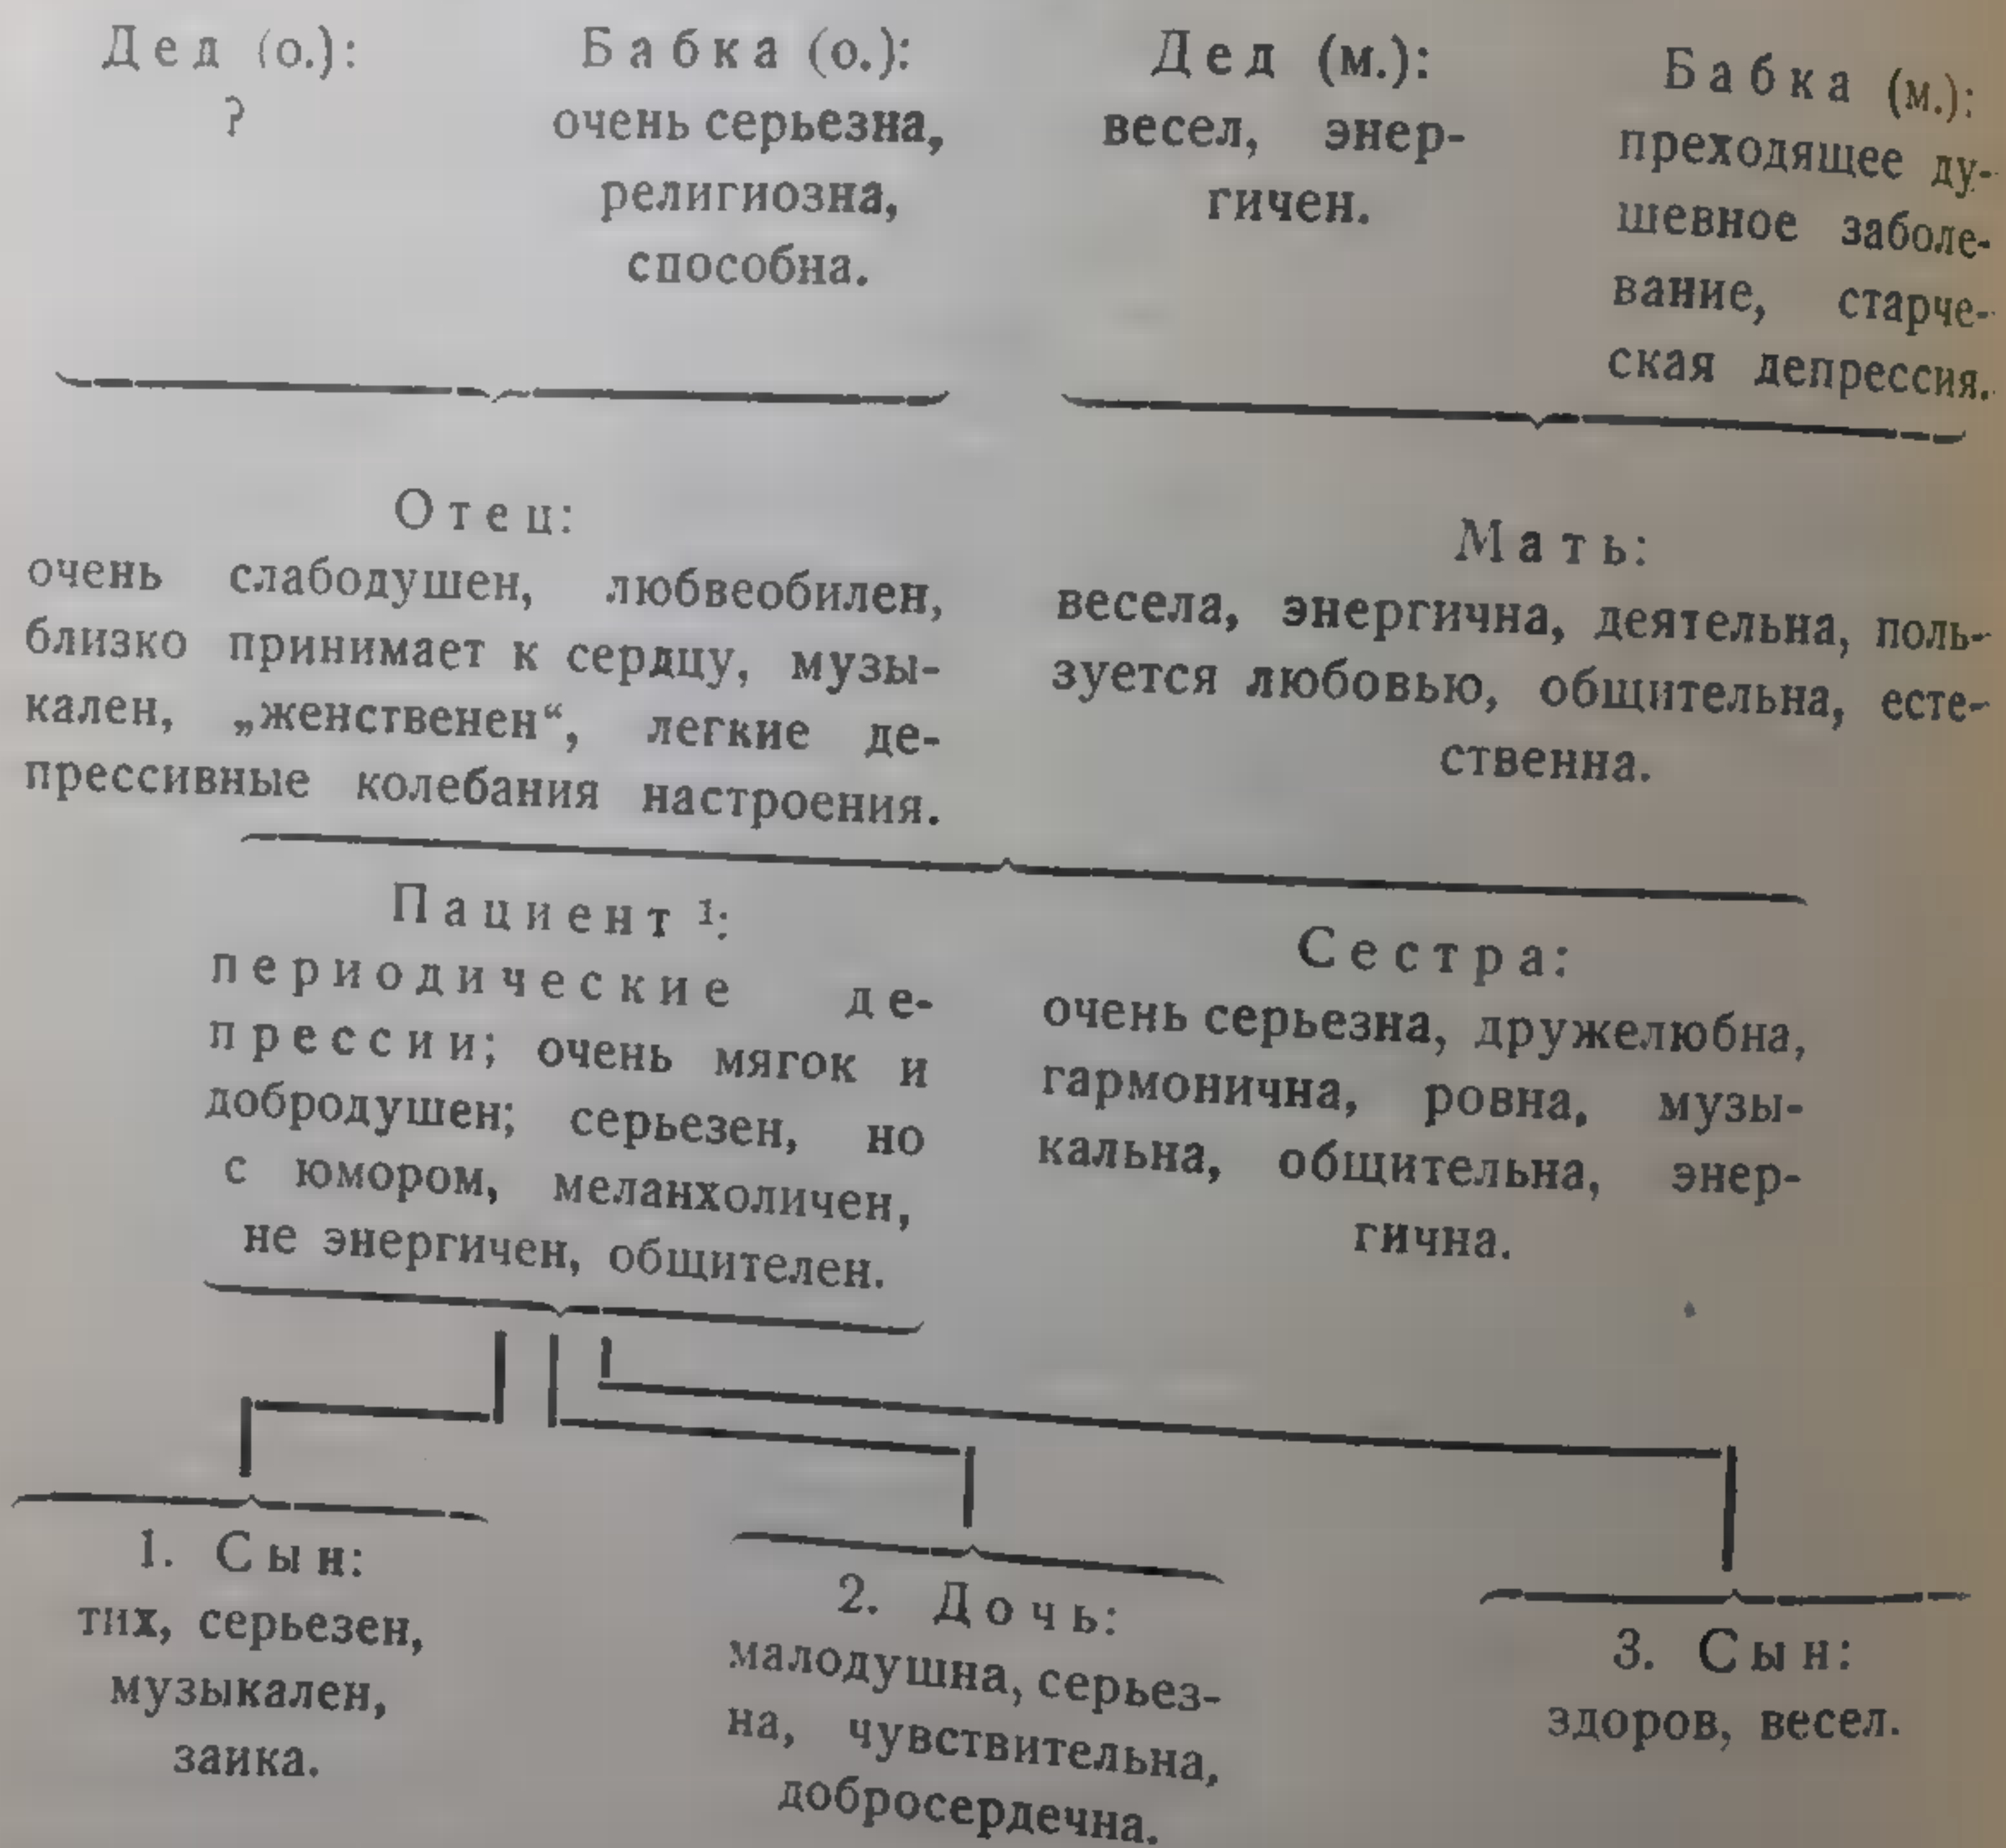 Дед (о.):
?
Бабка (о.):
очень серьезна,
религиозна,
способна.
Дед (м.):
весел, энер-
гичен.
Бабка (м.):
преходящее ду-
шевное заболе-
вание, старче-
ская депрессия.
Отец:
очень слабодушен, любвеобилен,
близко принимает к сердцу, музы-
кален, „женственен“, легкие де-
прессивные колебания настроения.
Мать:
весела, энергична, деятельна, поль-
зуется любовью, общительна, есте-
ственна.
Пациент ¹:
периодические де-
прессии; очень мягок и
добродушен; серьезен, но
с юмором, меланхоличен,
не энергичен, общителен.
Сестра:
очень серьезна, дружелюбна,
гармонична, ровна, музы-
кальна, общительна, энер-
гична.
1. Сын:
тих, серьезен,
музыкален,
заика.
2. Дочь:
малодушна, серьез-
на, чувствительна,
добросердечна.
3. Сын:
здоров, весел.